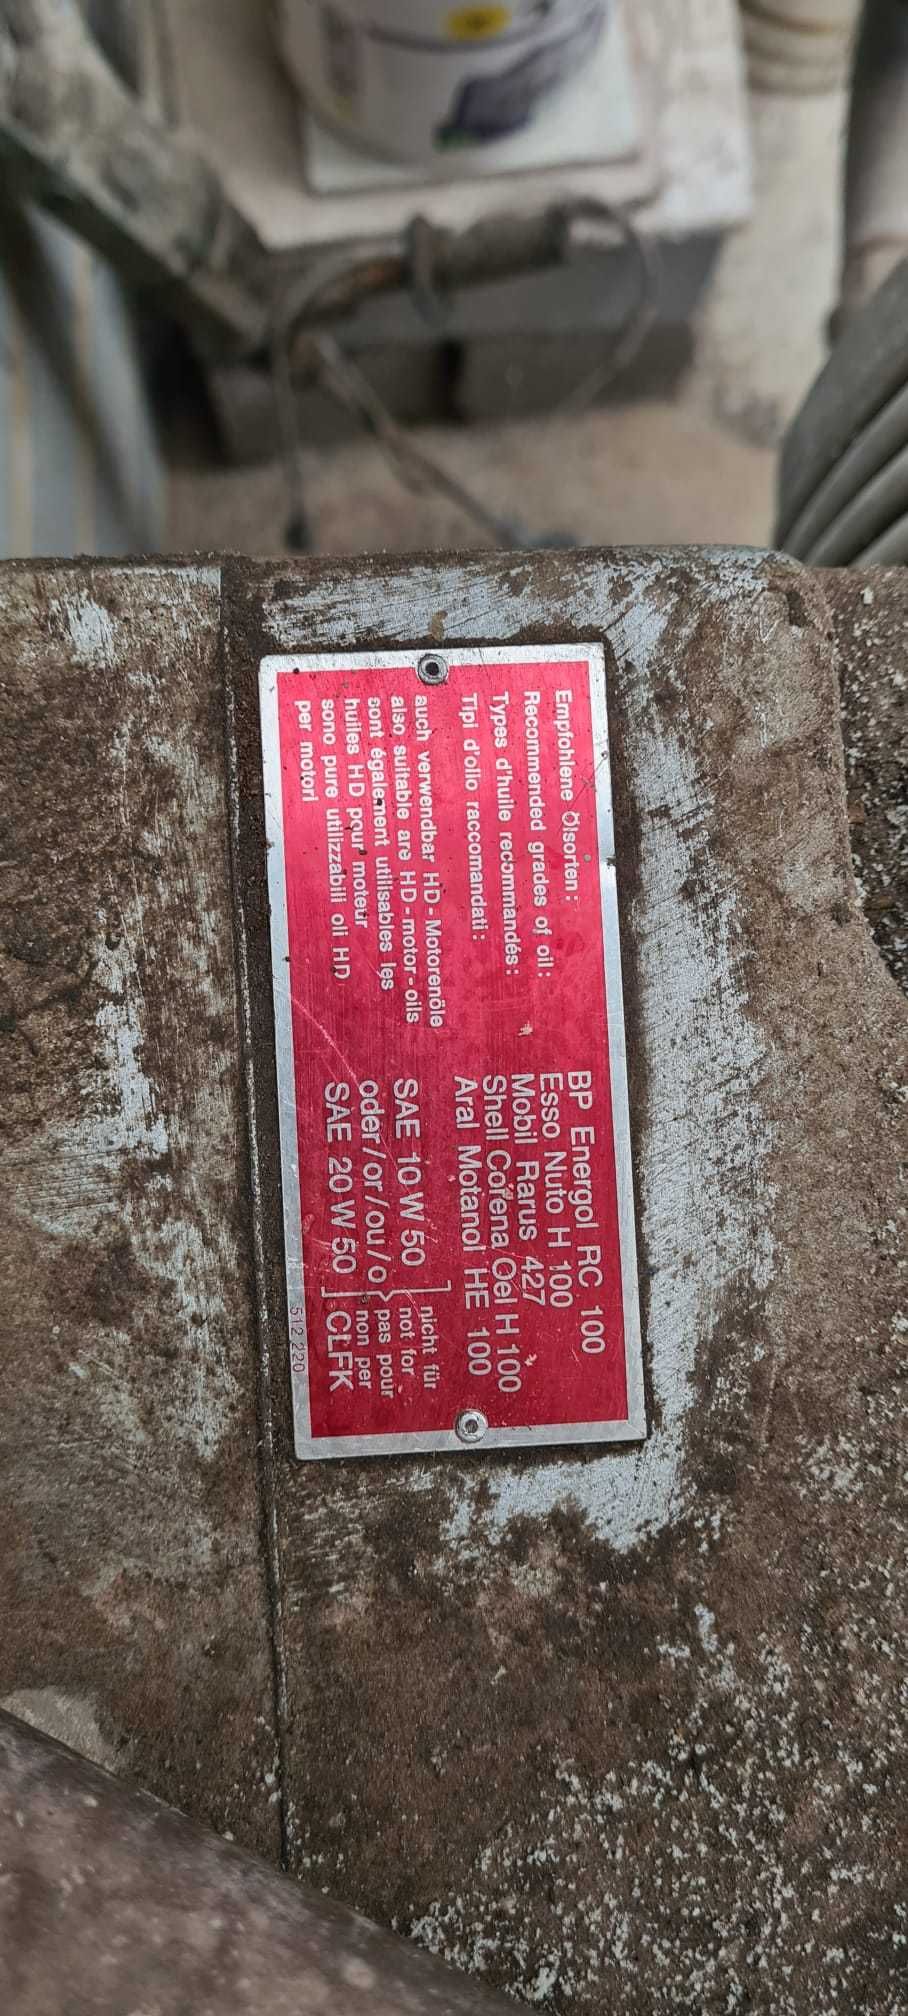 Empfohlene Ölsorten :
Recommended grades of oil :
Types d'huile recommandés :
Tipi d'olio raccomandati :
BP Energol RC 100
Esso Nuto H 100
Mobil Rarus 427
Shell Corena Oel H 100
Aral Motanol HE 100
auch verwendbar HD-Motorenöle
also suitable are HD-motor-oils
sont également utilisables les
huiles HD pour moteur
sono pure utilizzabili oli HD
per motori
SAE 10 W 50
oder / or / ou / o
SAE 20 W 50
nicht für
not for
pas pour
non per
CLFK
512 220